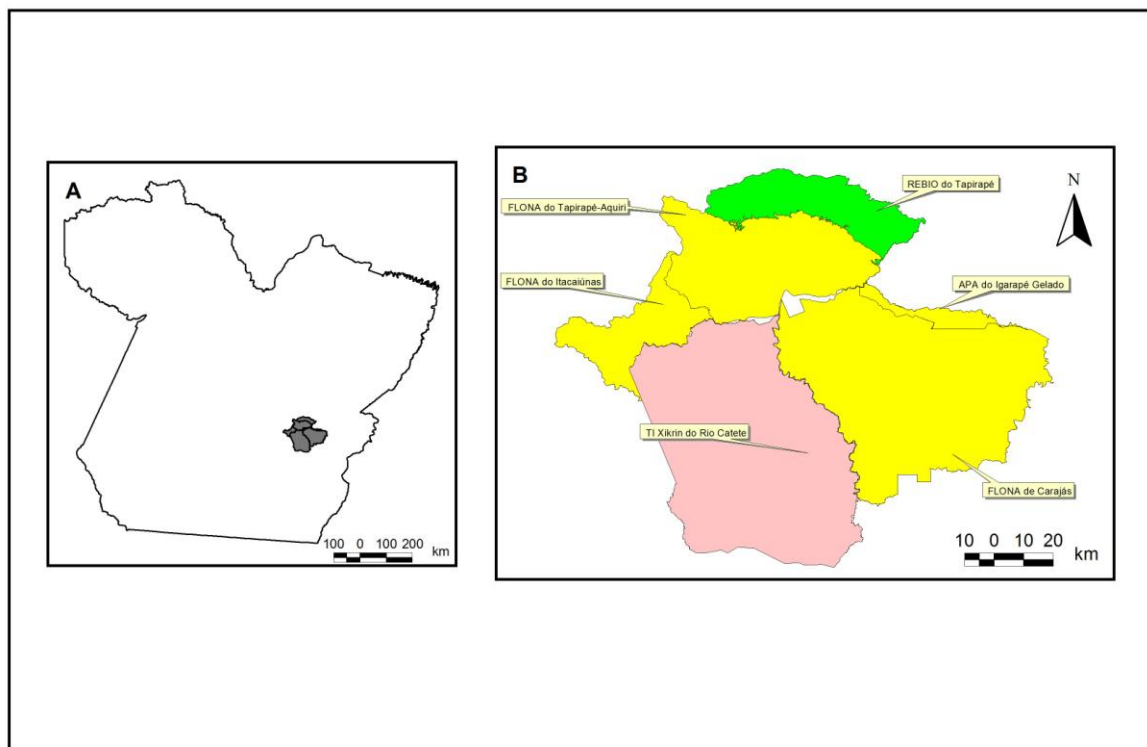 A
100 0 100 200
km
B
REBIO do Tapirapé
FLONA do Tapirapé-Aquiri
N
FLONA do Itacaiúnas
APA do Igarapé Gelado
TI Xikrin do Rio Catete
FLONA de Carajás
10 0 10 20
km